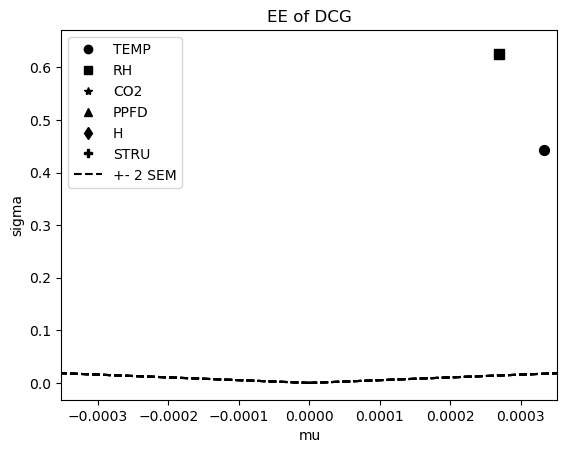 EE of DCG
TEMP
RH
CO2
PPFD
H
STRU
+- 2 SEM
sigma
0.6
0.5
0.4
0.3
0.2
0.1
0.0
−0.0003 −0.0002 −0.0001 0.0000 0.0001 0.0002 0.0003
mu